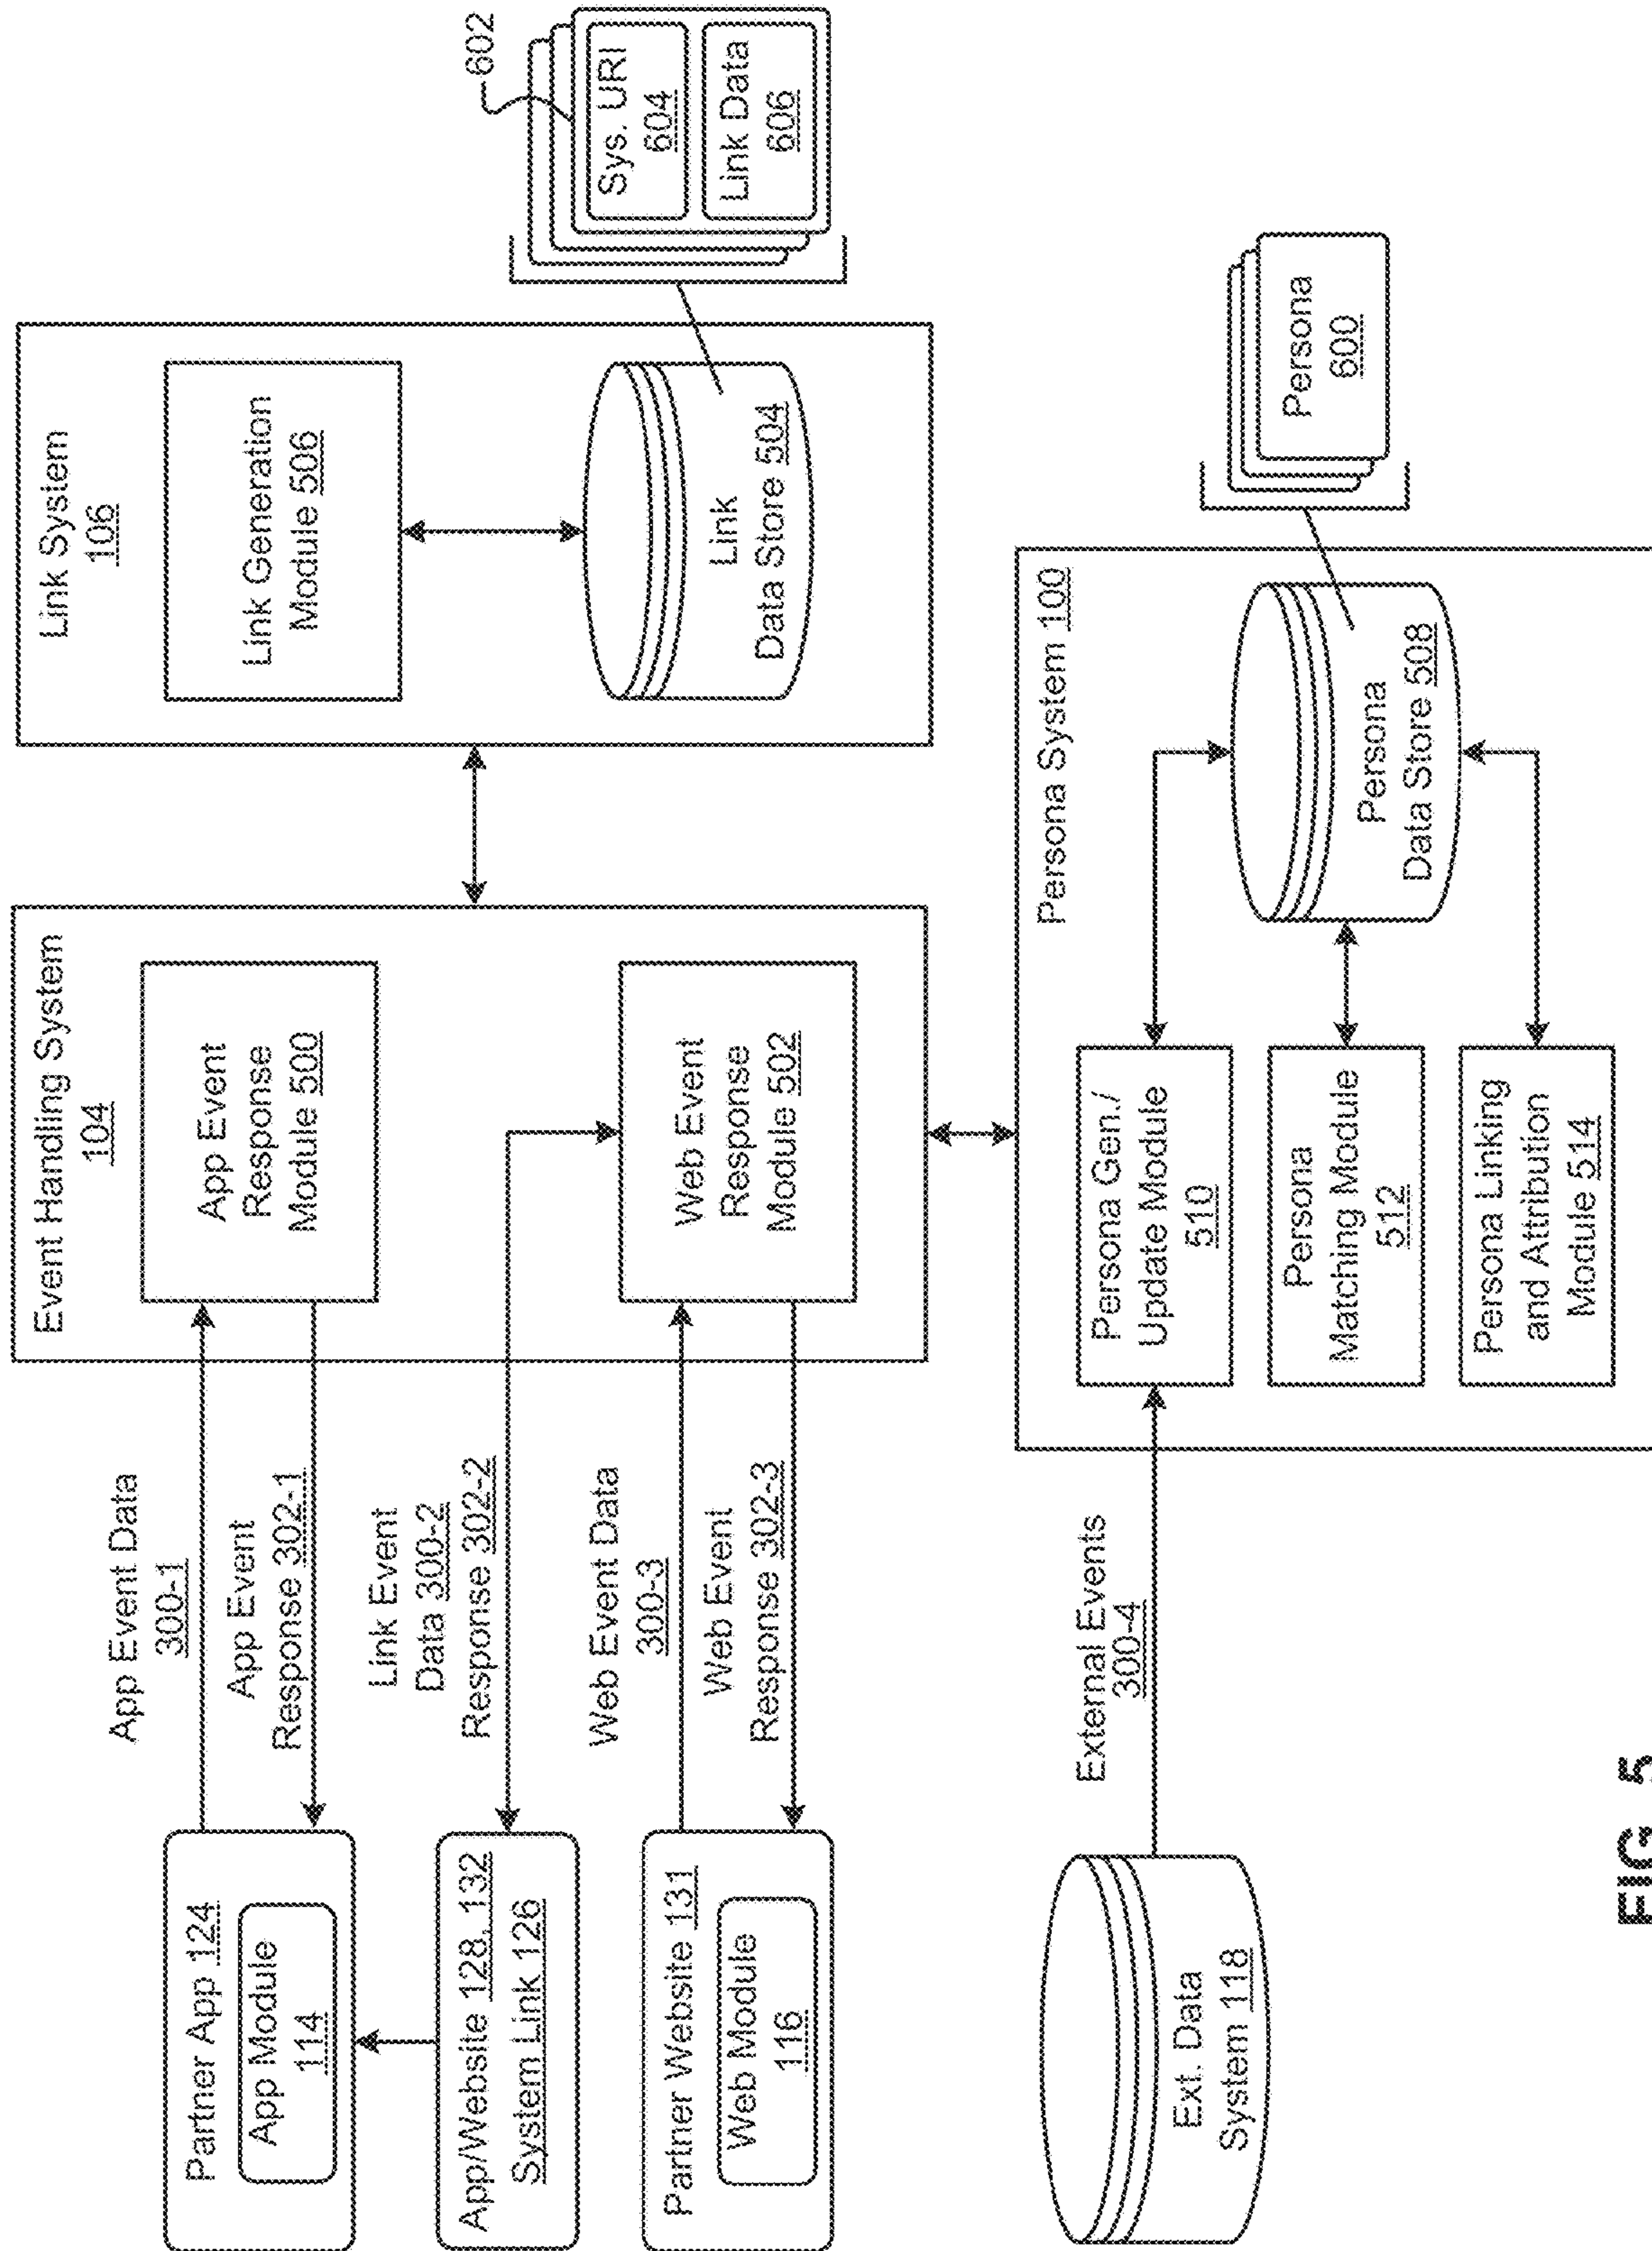 Partner App 124
App Module
114
App/Website 128, 132
System Link 126
Partner Website 131
Web Module
116
Ext. Data
System 118
App Event Data
300-1
App Event
Response 302-1
Link Event
Data 300-2
Response 302-2
Web Event Data
300-3
Web Event
Response 302-3
External Events
300-4
Event Handling System
104
App Event
Response
Module 500
Web Event
Response
Module 502
Link System
106
Link Generation
Module 506
Link
Data Store 504
602
Sys. URI
604
Link Data
606
Persona System 100
Persona Gen./
Update Module
510
Persona
Matching Module
512
Persona Linking
and Attribution
Module 514
Persona
Data Store 508
Persona
600
FIG. 5